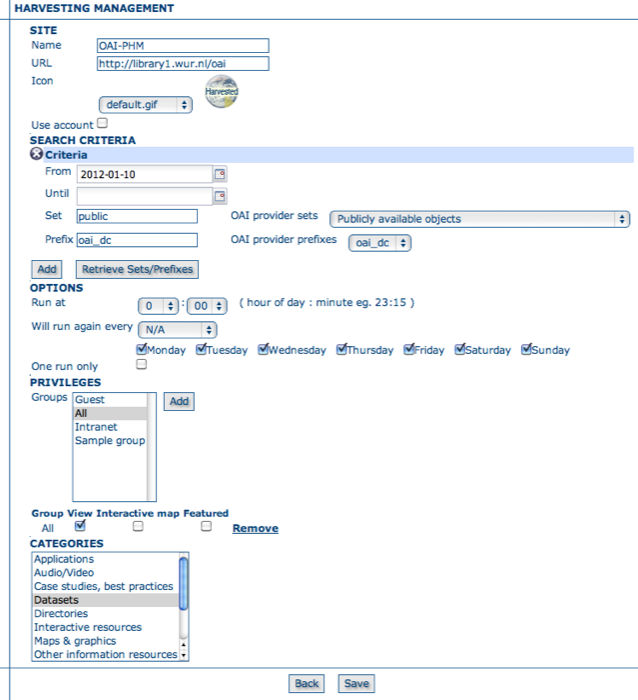 HARVESTING MANAGEMENT
SITE
Name OAI-PHM
URL http://library1.wur.nl/oai
Icon
Harvested
default.gif
Use account
SEARCH CRITERIA
Criteria
From 2012-01-10
Until
Set public OAI provider sets Publicly available objects
Prefix oai_dc OAI provider prefixes oai_dc
Add Retrieve Sets/Prefixes
OPTIONS
Run at 0 : 00 ( hour of day : minute eg. 23:15 )
Will run again every N/A
Monday Tuesday Wednesday Thursday Friday Saturday Sunday
One run only
PRIVILEGES
Groups Guest Add
All
Intranet
Sample group
Group View Interactive map Featured
All Remove
CATEGORIES
Applications
Audio/Video
Case studies, best practices
Datasets
Directories
Interactive resources
Maps & graphics
Other information resources
Back Save